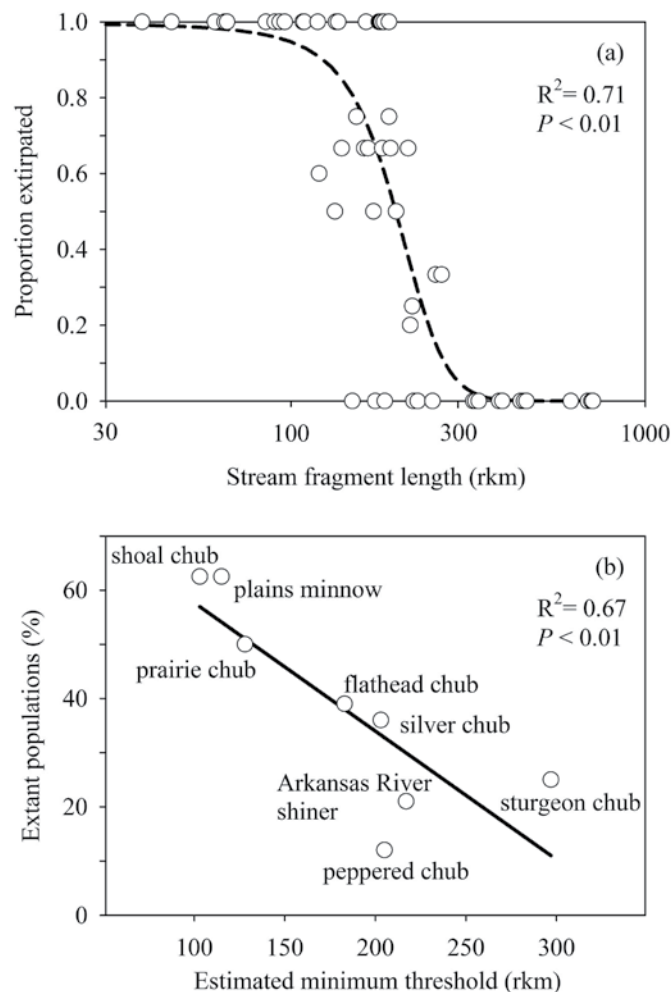 1.0
0.8
0.6
0.4
0.2
0.0
Proportion extirpated
(a)
R²= 0.71
P < 0.01
30
100
300
1000
Stream fragment length (rkm)
60
40
20
0
Extant populations (%)
(b)
R²= 0.67
P < 0.01
shoal chub
plains minnow
prairie chub
flathead chub
silver chub
Arkansas River
shiner
sturgeon chub
peppered chub
100
150
200
250
300
Estimated minimum threshold (rkm)